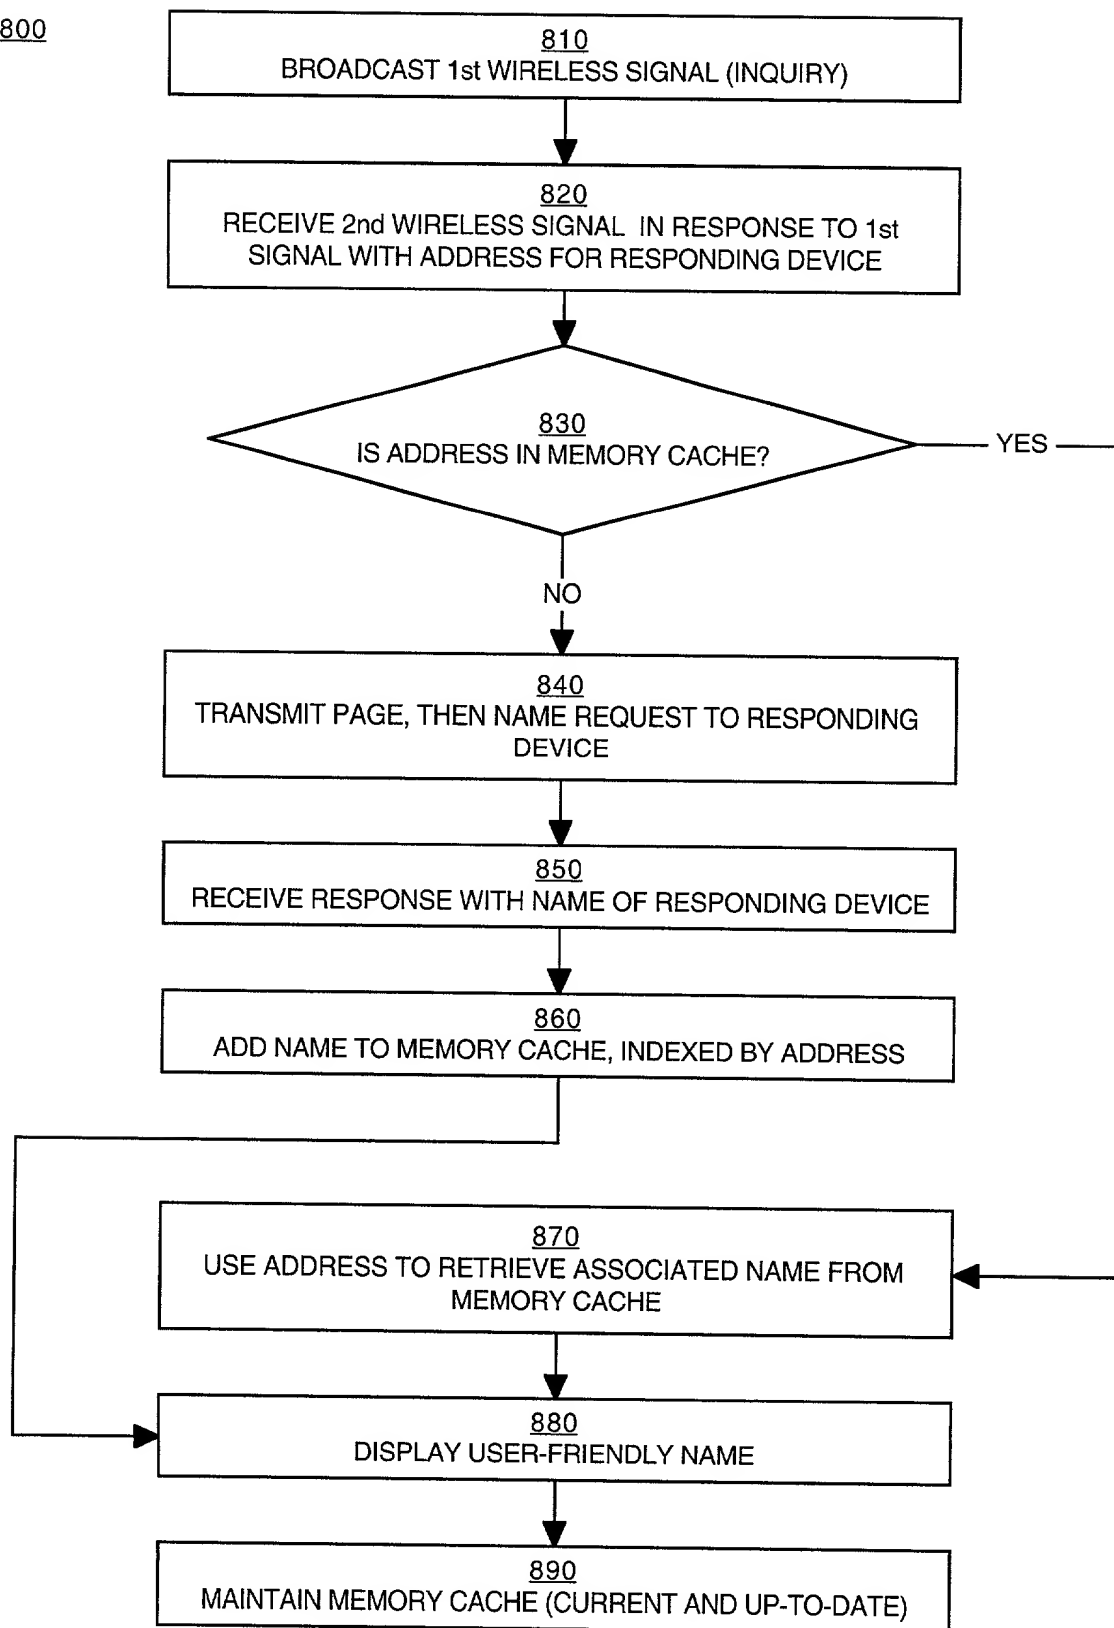 800
810
BROADCAST 1st WIRELESS SIGNAL (INQUIRY)
820
RECEIVE 2nd WIRELESS SIGNAL IN RESPONSE TO 1st
SIGNAL WITH ADDRESS FOR RESPONDING DEVICE
830
IS ADDRESS IN MEMORY CACHE?
YES
NO
840
TRANSMIT PAGE, THEN NAME REQUEST TO RESPONDING
DEVICE
850
RECEIVE RESPONSE WITH NAME OF RESPONDING DEVICE
860
ADD NAME TO MEMORY CACHE, INDEXED BY ADDRESS
870
USE ADDRESS TO RETRIEVE ASSOCIATED NAME FROM
MEMORY CACHE
880
DISPLAY USER-FRIENDLY NAME
890
MAINTAIN MEMORY CACHE (CURRENT AND UP-TO-DATE)